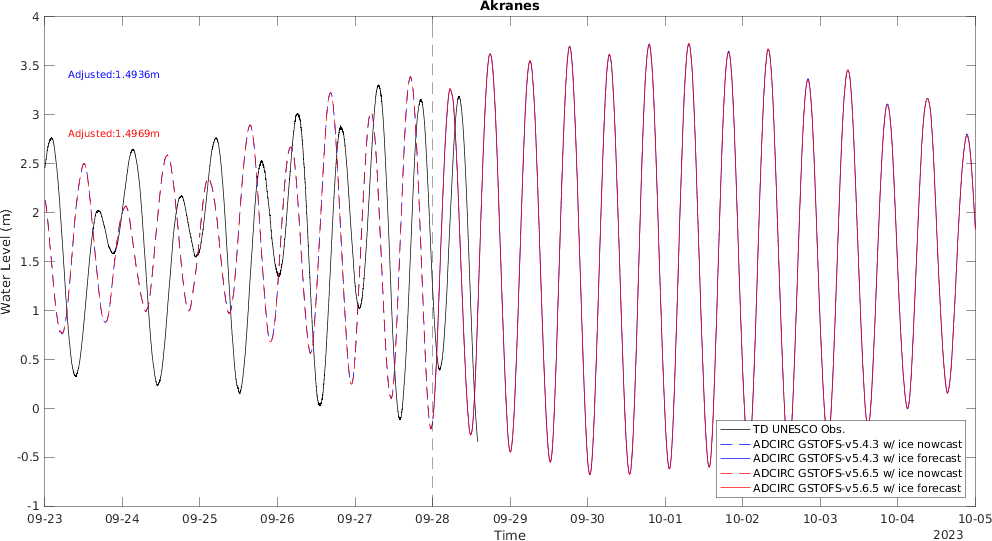 Akranes
4
3.5
3
2.5
2
1.5
1
0.5
0
-0.5
-1
Water Level (m)
Adjusted:1.4936m
Adjusted:1.4969m
TD UNESCO Obs.
ADCIRC GSTOFS-v5.4.3 w/ ice nowcast
ADCIRC GSTOFS-v5.4.3 w/ ice forecast
ADCIRC GSTOFS-v5.6.5 w/ ice nowcast
ADCIRC GSTOFS-v5.6.5 w/ ice forecast
09-23 09-24 09-25 09-26 09-27 09-28 09-29 09-30 10-01 10-02 10-03 10-04 10-05
Time
2023